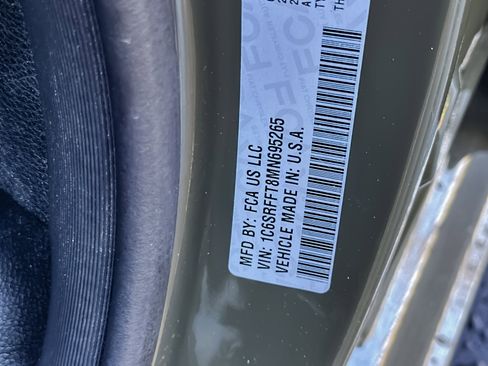 MFD BY: FCA US LLC
VIN: 1C6SRFFT8MN695265
VEHICLE MADE IN: U.S.A.